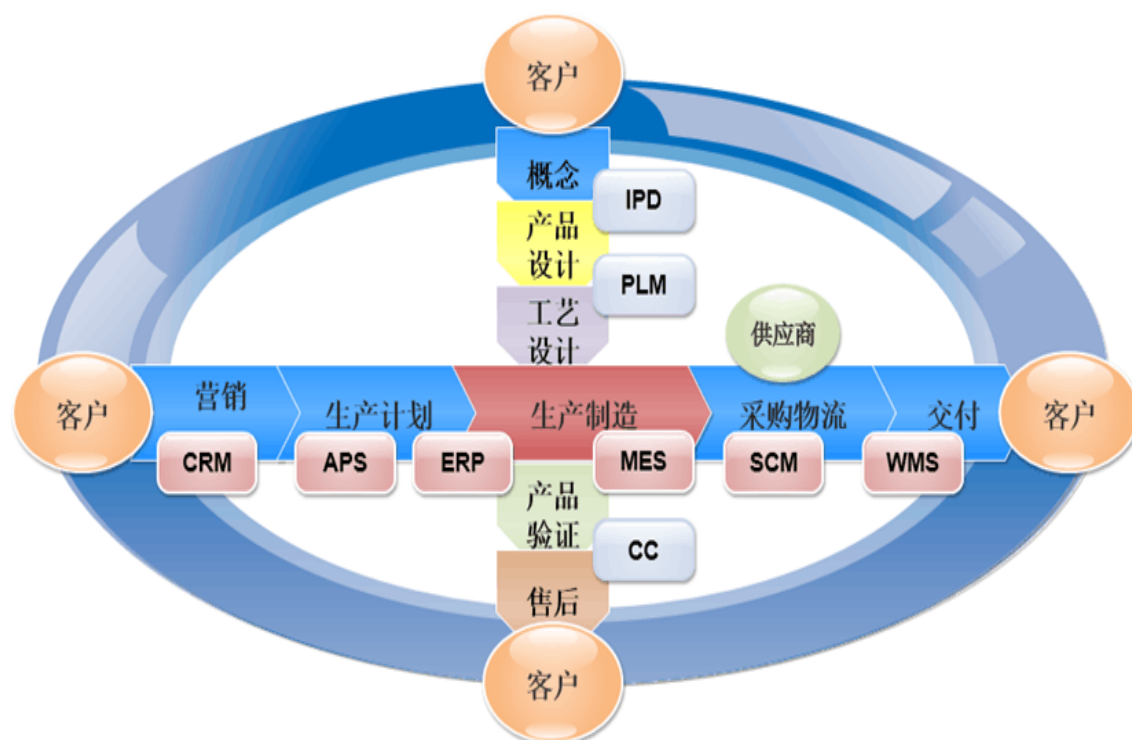 客户
概念
IPD
产品
设计
PLM
工艺
设计
供应商
客户
营销
生产计划
生产制造
采购物流
交付
客户
CRM
APS
ERP
MES
SCM
WMS
产品
验证
CC
售后
客户